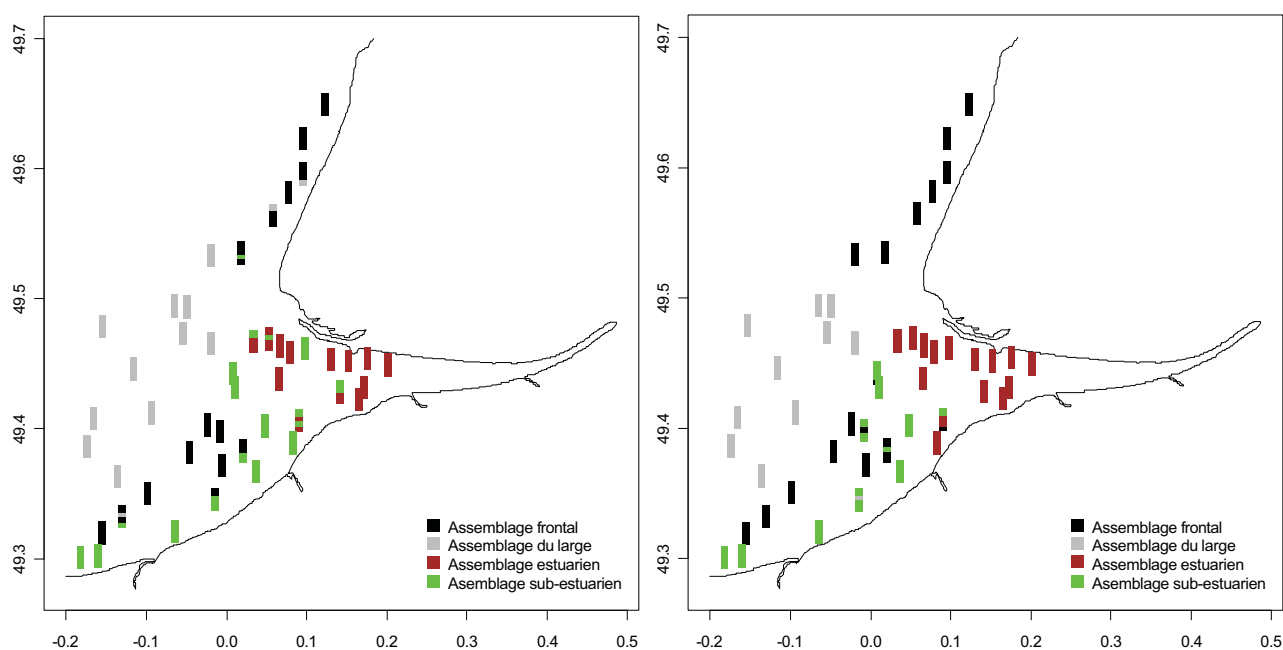 49.7
49.6
49.5
49.4
49.3
Assemblage frontal
Assemblage du large
Assemblage estuarien
Asemblage sub-estuarien
-0.2 -0.1 0.0 0.1 0.2 0.3 0.4 0.5
49.7
49.6
49.5
49.4
49.3
Assemblage frontal
Assemblage du large
Assemblage estuarien
Asemblage sub-estuarien
-0.2 -0.1 0.0 0.1 0.2 0.3 0.4 0.5